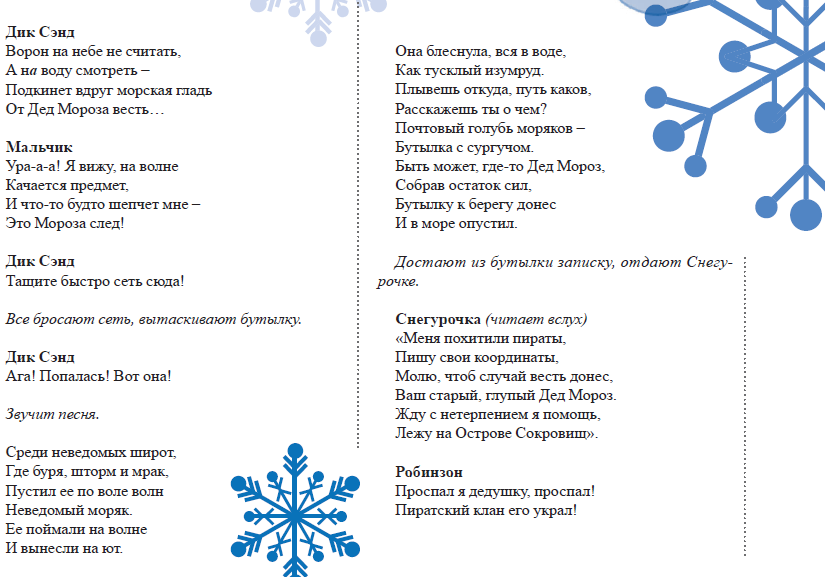 Дик Сэнд
Ворон на небе не считать,
А на воду смотреть –
Подкинет вдруг морская гладь
От Дед Мороза весть…
Мальчик
Ура-а-а! Я вижу, на волне
Качается предмет,
И что-то будто шепчет мне –
Это Мороза след!
Дик Сэнд
Тащите быстро сеть сюда!
Все бросают сеть, вытаскивают бутылку.
Дик Сэнд
Ага! Попалась! Вот она!
Звучит песня.
Среди неведомых широт,
Где буря, шторм и мрак,
Пустил ее по воле волн
Неведомый моряк.
Ее поймали на волне
И вынесли на ют.
Она блеснула, вся в воде,
Как тусклый изумруд.
Плывешь откуда, путь каков,
Расскажешь ты о чем?
Почтовый голубь моряков –
Бутылка с сургучом.
Быть может, где-то Дед Мороз,
Собрав остаток сил,
Бутылку к берегу донес
И в море опустил.
Достают из бутылки записку, отдают Снегу-
рочке.
Снегурочка (читает вслух)
«Меня похитили пираты,
Пишу свои координаты,
Молю, чтоб случай весть донес,
Ваш старый, глупый Дед Мороз.
Жду с нетерпением я помощь,
Лежу на Острове Сокровищ».
Робинзон
Проспал я дедушку, проспал!
Пиратский клан его украл!